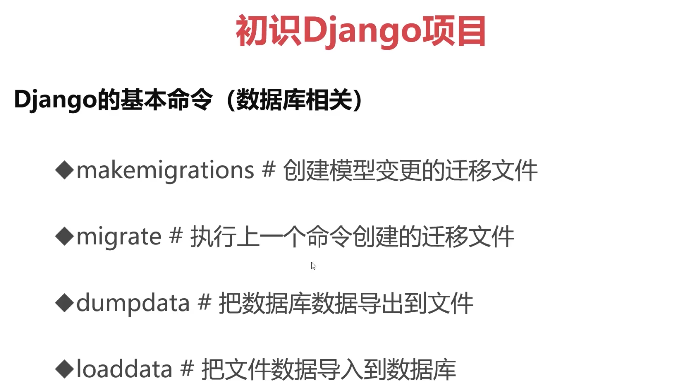 初识Django项目
Django的基本命令（数据库相关）
◆makemigrations # 创建模型变更的迁移文件
◆migrate # 执行上一个命令创建的迁移文件
◆dumpdata # 把数据库数据导出到文件
◆loaddata # 把文件数据导入到数据库